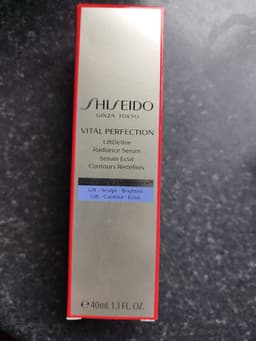 SHISEIDO
GINZA TOKYO
VITAL PERFECTION
LiftDefine
Radiance Serum
Sérum Éclat
Contours Redéfinis
Lift · Sculpt · Brighten
Lift · Contour · Éclat
℮ 40mL 1.3 FL. OZ.